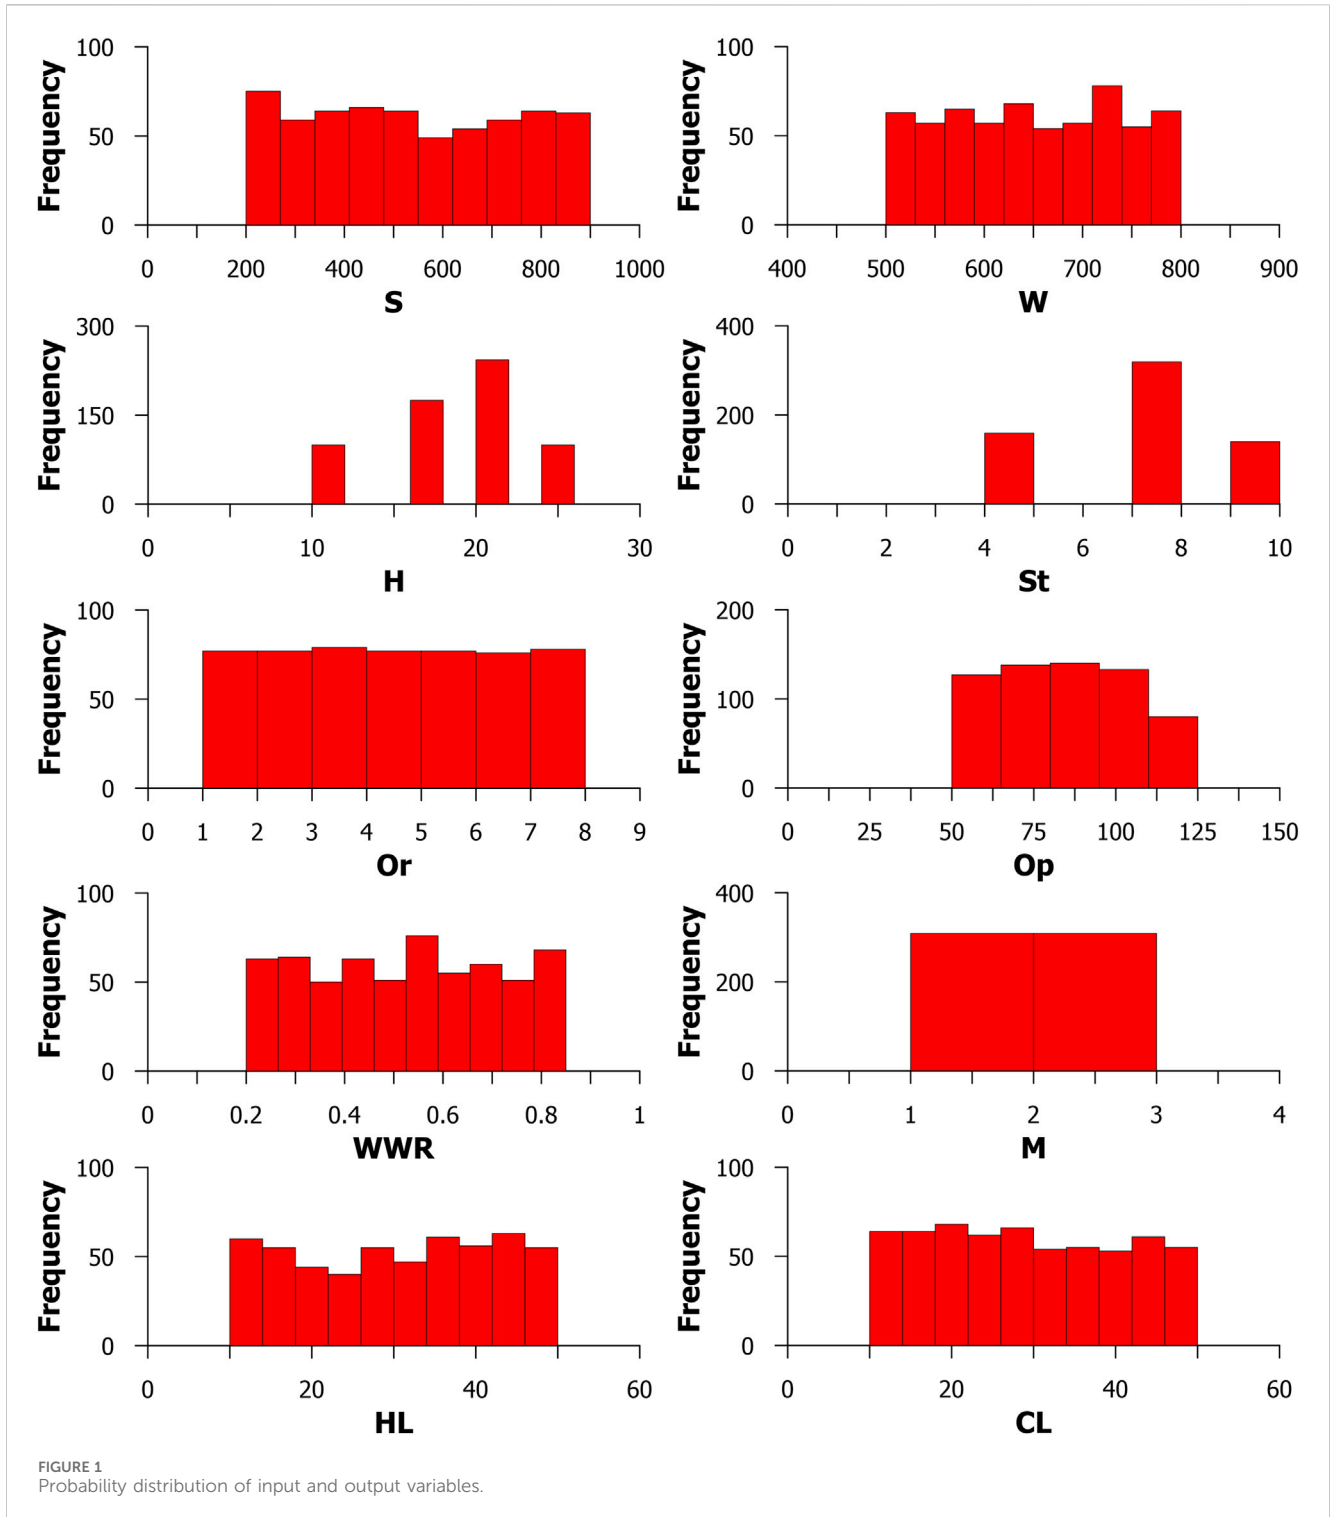 100 100
Frequency Frequency
50 50
0 0
0 200 400 600 800 1000 400 500 600 700 800 900
S W
300 400
Frequency Frequency
150 200
0 0
0 10 20 30 0 2 4 6 8 10
H St
100 200
Frequency Frequency
50 100
0 0
0 1 2 3 4 5 6 7 8 9 0 25 50 75 100 125 150
Or Op
100 400
Frequency Frequency
50 200
0 0
0 0.2 0.4 0.6 0.8 1 0 1 2 3 4
WWR M
100 100
Frequency Frequency
50 50
0 0
0 20 40 60 0 20 40 60
HL CL
FIGURE 1
Probability distribution of input and output variables.